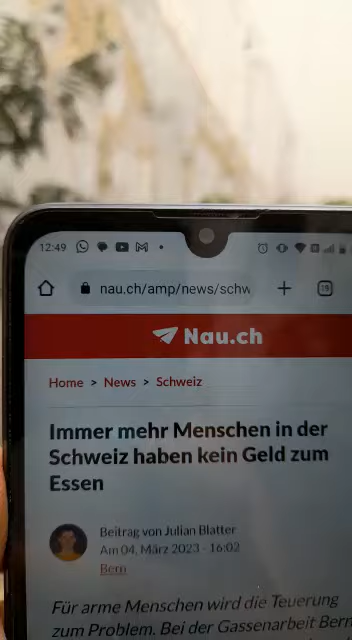 12:49
nau.ch/amp/news/schw
19
Nau.ch
Home > News > Schweiz
Immer mehr Menschen in der
Schweiz haben kein Geld zum
Essen
Beitrag von Julian Blatter
Am 04. März 2023 - 16:02
Bern
Für arme Menschen wird die Teuerung
zum Problem. Bei der Gassenarbeit Bern